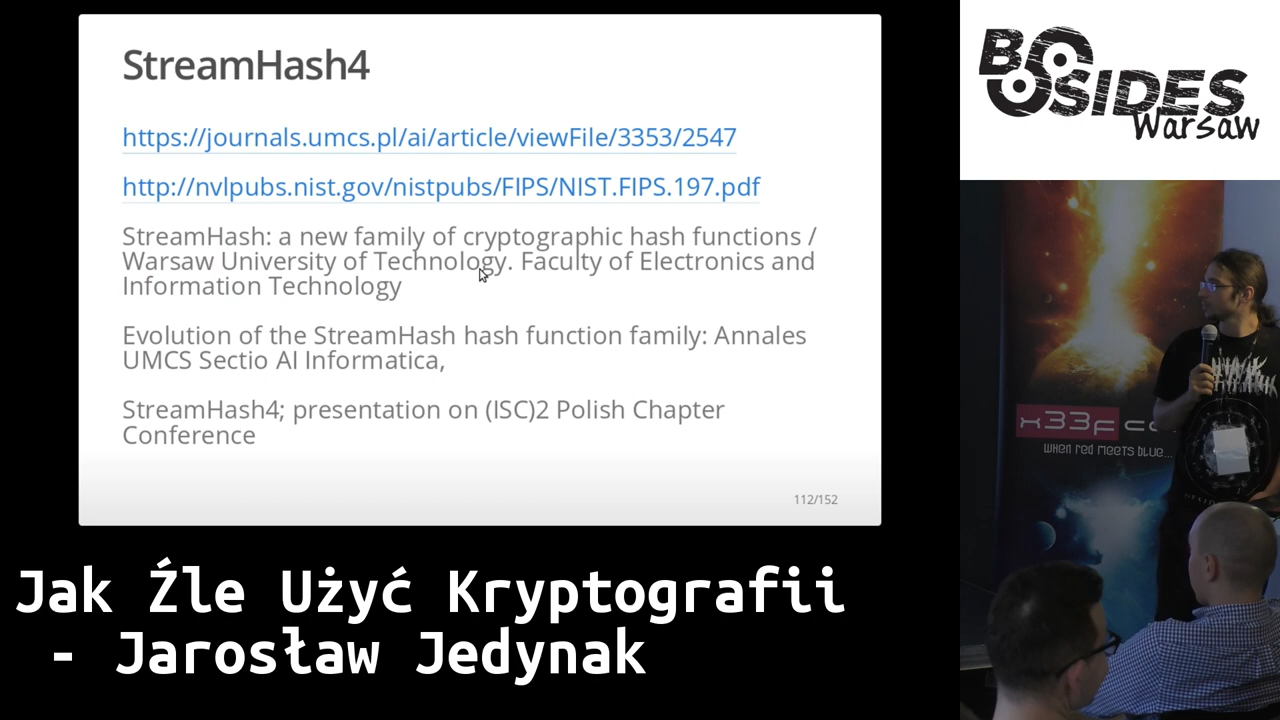 StreamHash4
https://journals.umcs.pl/ai/article/viewFile/3353/2547
http://nvlpubs.nist.gov/nistpubs/FIPS/NIST.FIPS.197.pdf
StreamHash: a new family of cryptographic hash functions /
Warsaw University of Technology. Faculty of Electronics and
Information Technology
Evolution of the StreamHash hash function family: Annales
UMCS Sectio AI Informatica,
StreamHash4; presentation on (ISC)2 Polish Chapter
Conference
112/152
Jak Źle Użyć Kryptografii
- Jarosław Jedynak
BSIDES
Warsaw
x33f
when red meets blue...